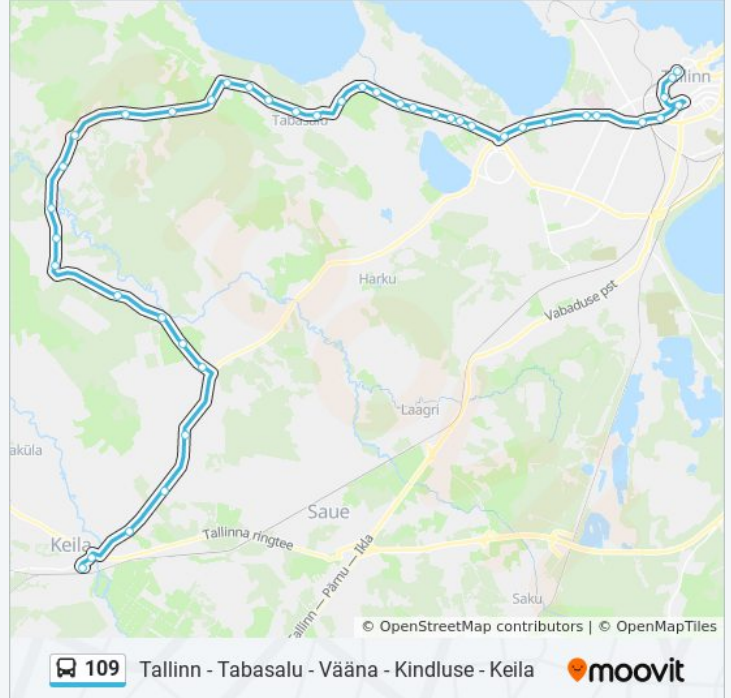 Tallinn
Tabasalu
Harku
Vabaduse pst
Laagri
aküla
Saue
Keila
Tallinna ringtee
Tallinn — Pärnu — Ikla
Saku
© OpenStreetMap contributors | © OpenMapTiles
109 Tallinn - Tabasalu - Vääna - Kindluse - Keila moovit